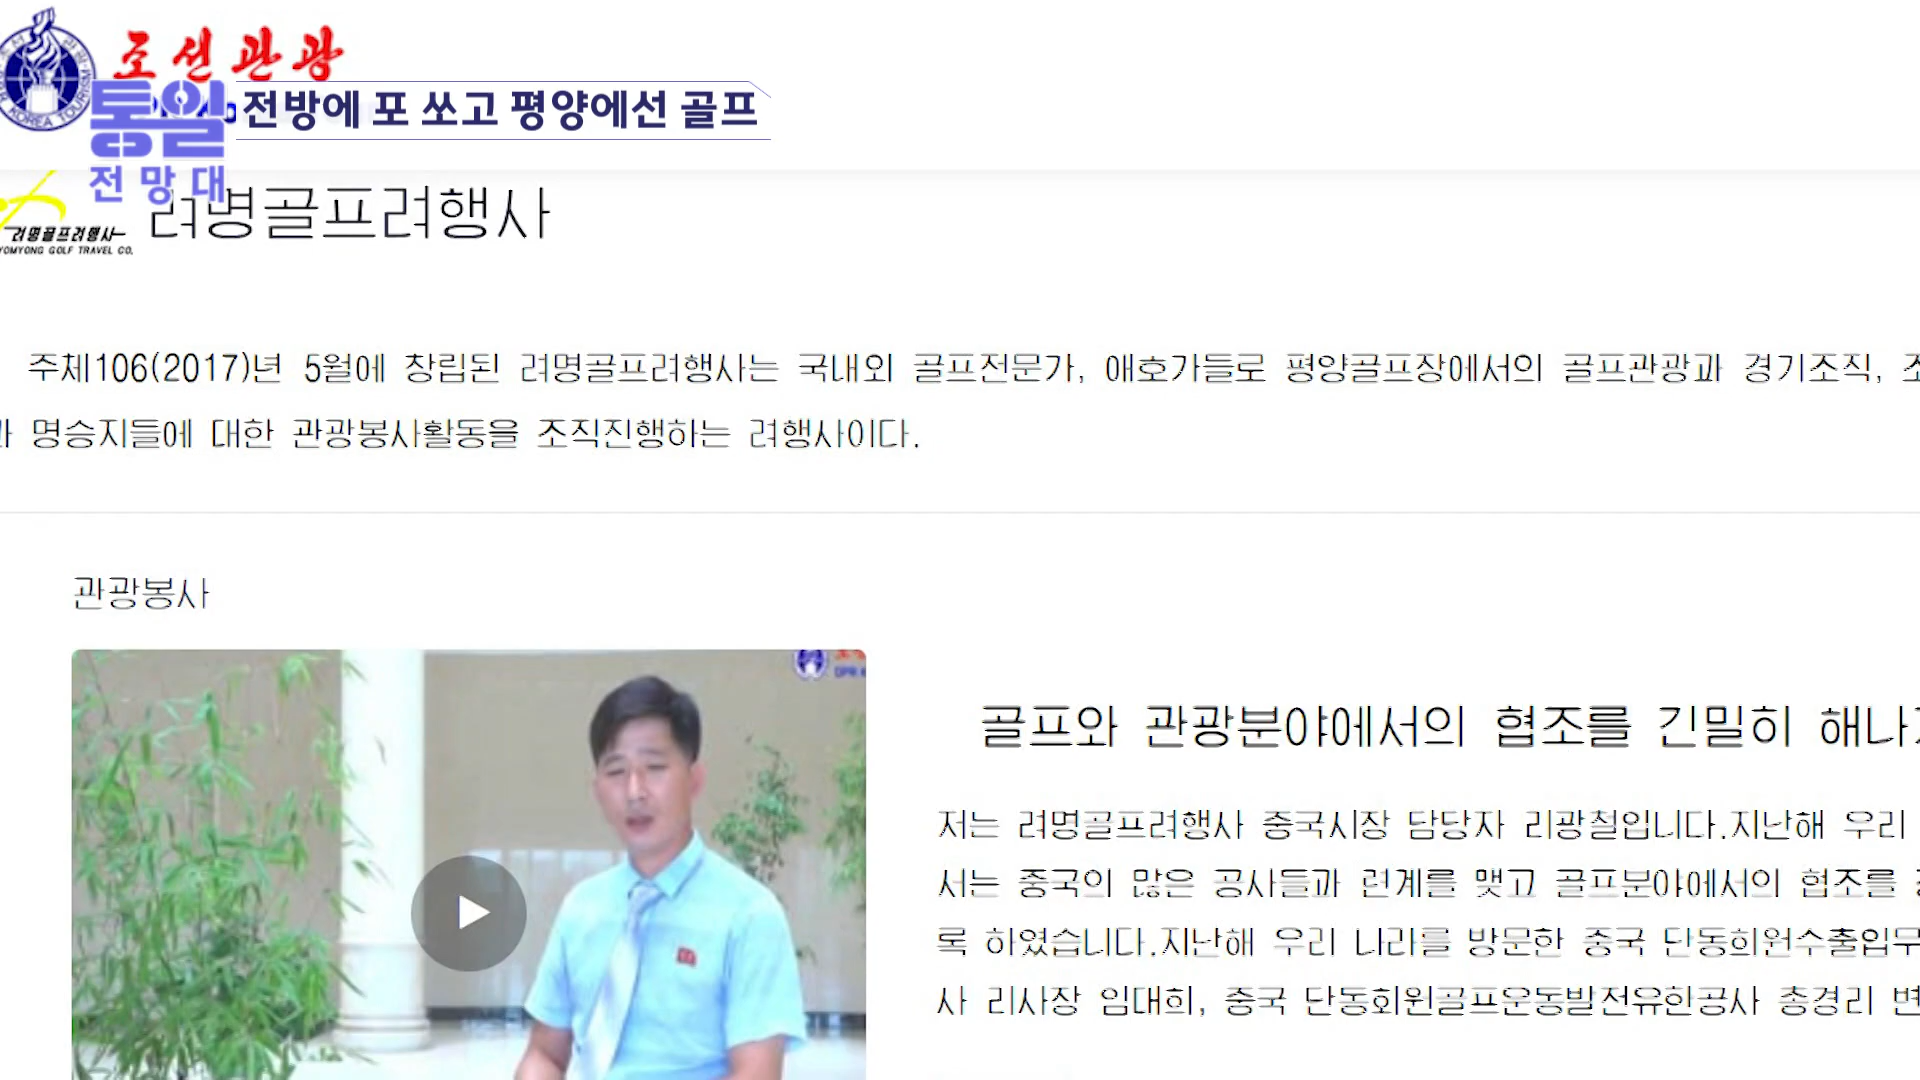 조선관광
통일
전망대
전방에 포 쏘고 평양에선 골프
려명골프려행사
려명골프려행사
YOMYONG GOLF TRAVEL CO.
주체106(2017)년 5월에 창립된 려명골프려행사는 국내외 골프전문가, 애호가들로 평양골프장에서의 골프관광과 경기조직,
명승지들에 대한 관광봉사활동을 조직진행하는 려행사이다.
관광봉사
골프와 관광분야에서의 협조를 긴밀히
저는 려명골프려행사 중국시장 담당자 리광철입니다.지난해 우리
서는 중국의 많은 공사들과 련계를 맺고 골프분야에서의 협조를
록 하였습니다.지난해 우리 나라를 방문한 중국
사 리사장 임대희, 중국 단동회원골프운동발전유한공사 총경리